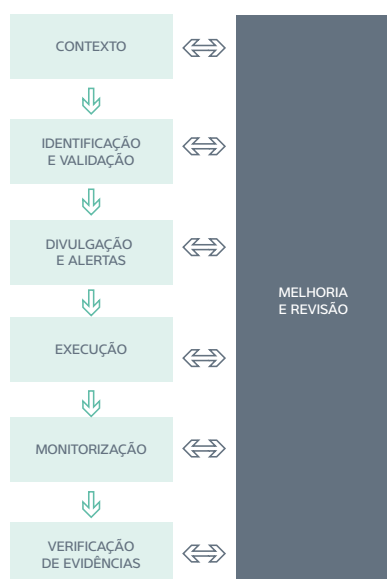 CONTEXTO
IDENTIFICAÇÃO
E VALIDAÇÃO
DIVULGAÇÃO
E ALERTAS
MELHORIA
E REVISÃO
EXECUÇÃO
MONITORIZAÇÃO
VERIFICAÇÃO
DE EVIDÊNCIAS